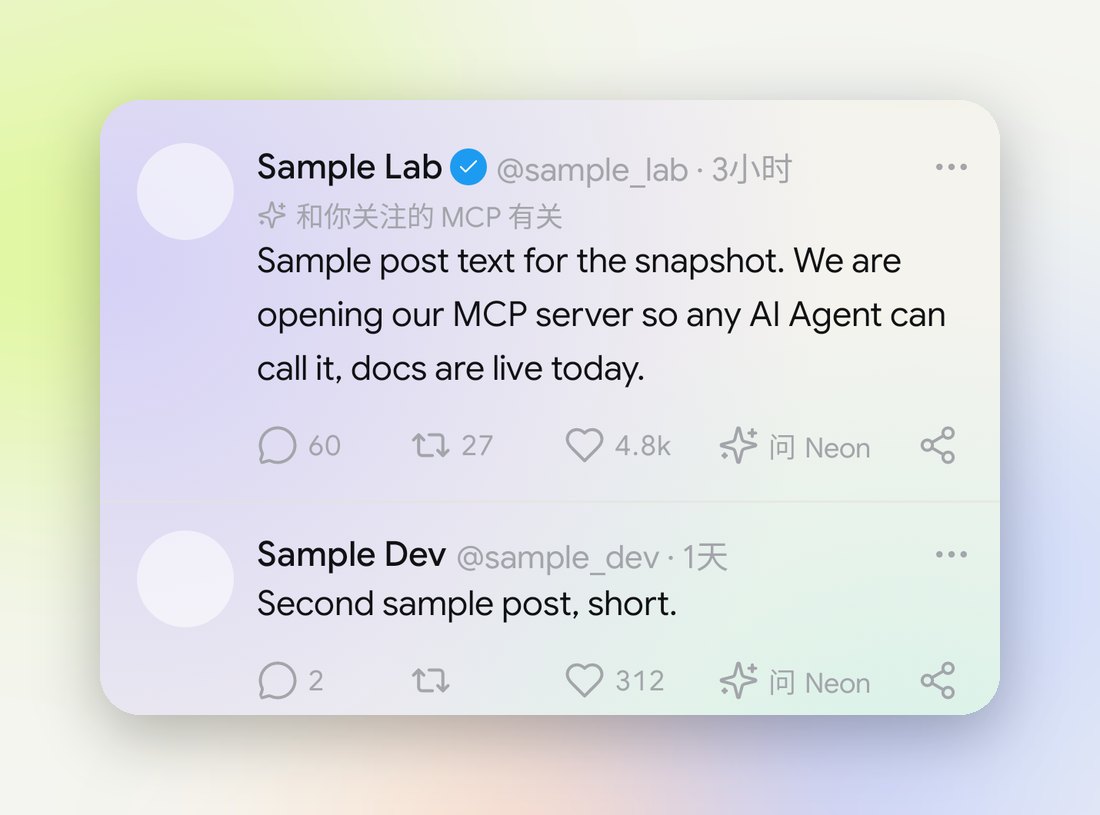 Sample Lab @sample_lab · 3小时
和你关注的 MCP 有关
Sample post text for the snapshot. We are
opening our MCP server so any AI Agent can
call it, docs are live today.
60 27 4.8k 问 Neon
Sample Dev @sample_dev · 1天
Second sample post, short.
2 312 问 Neon